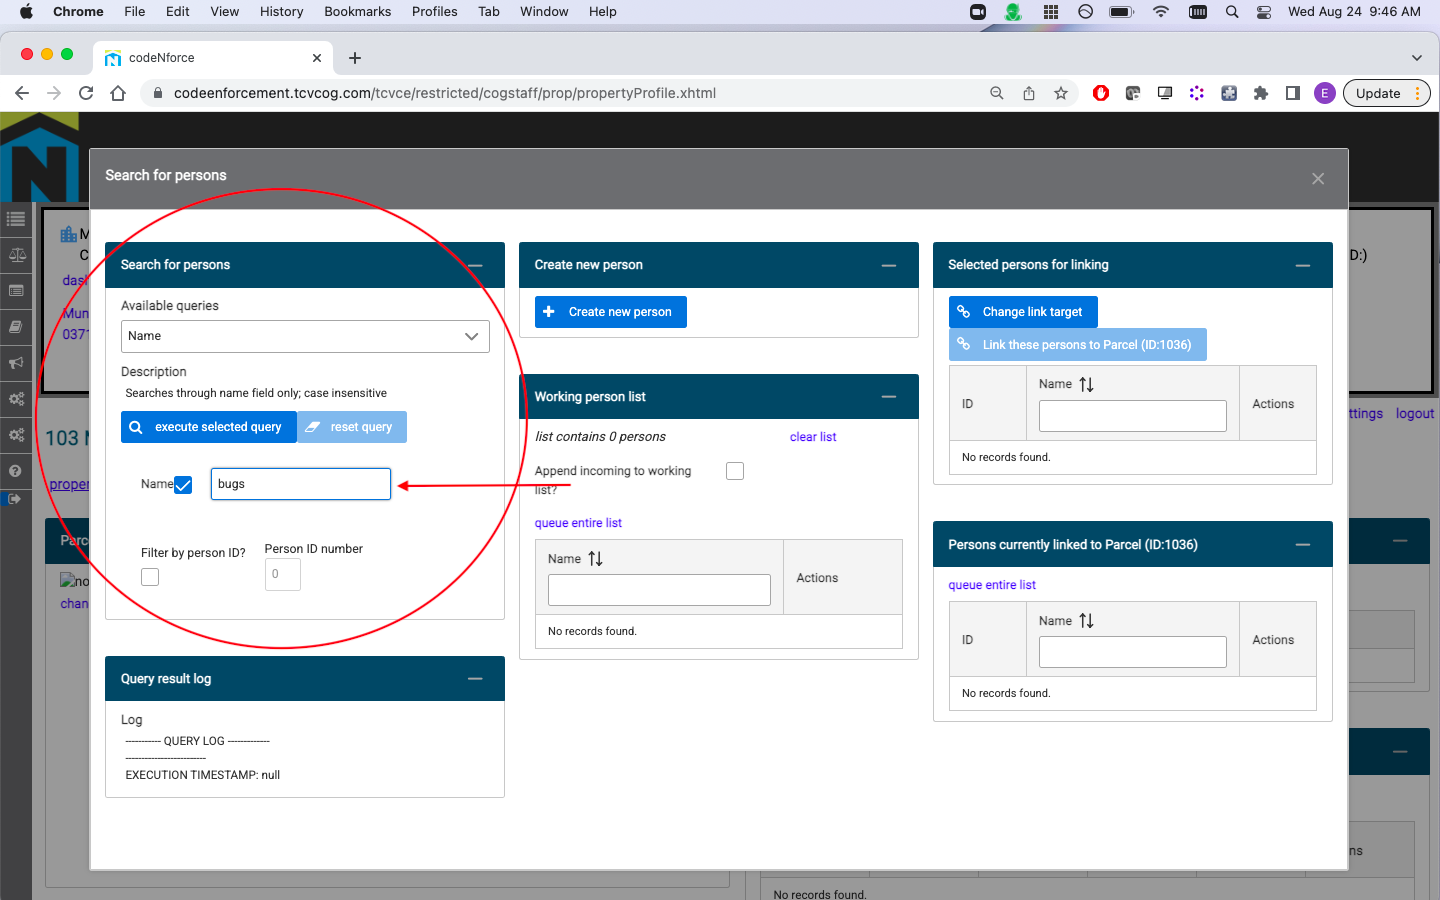 Chrome File Edit View History Bookmarks Profiles Tab Window Help Wed Aug 24 9:46 AM
codeNforce
codeenforcement.tcvcog.com/tcvce/restricted/cogstaff/prop/propertyProfile.xhtml
E
Update
Search for persons
Search for persons
Available queries
Name
Description
Searches through name field only; case insensitive
execute selected query
reset query
Name
bugs
Filter by person ID?
Person ID number
0
Query result log
Log
----------- QUERY LOG -------------
-------------------------
EXECUTION TIMESTAMP: null
Create new person
Create new person
Working person list
list contains 0 persons
clear list
Append incoming to working
list?
queue entire list
Name
Actions
No records found.
Selected persons for linking
Change link target
Link these persons to Parcel (ID:1036)
ID
Name
Actions
No records found.
Persons currently linked to Parcel (ID:1036)
queue entire list
ID
Name
Actions
No records found.
D:)
ttings
logout
103
proper
Parc
chan
Mun
0371
das
ns
No records found.